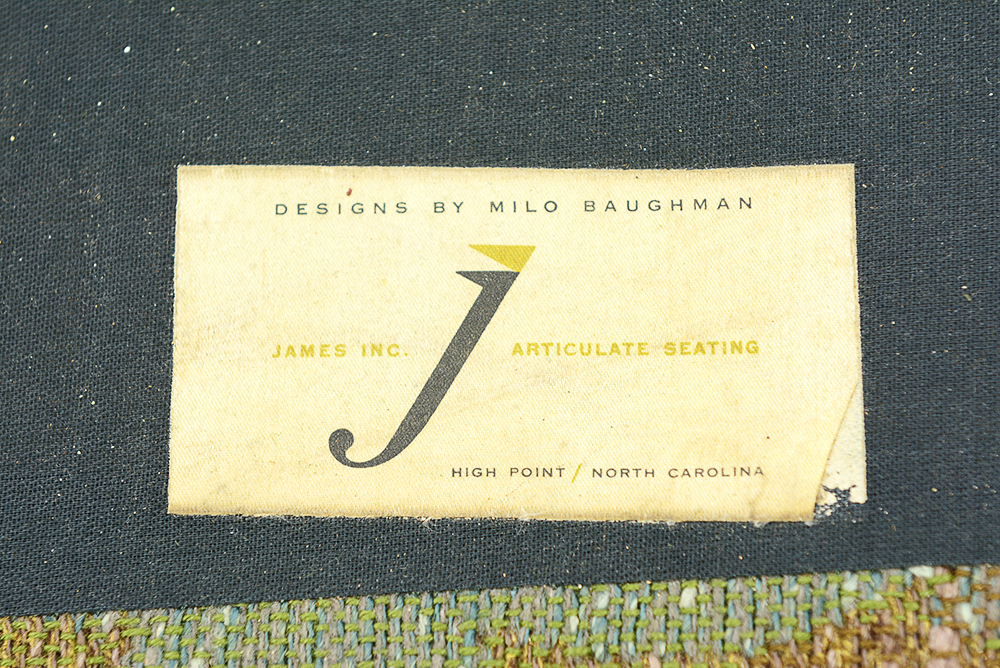 DESIGNS BY MILO BAUGHMAN
j
JAMES INC. ARTICULATE SEATING
HIGH POINT / NORTH CAROLINA